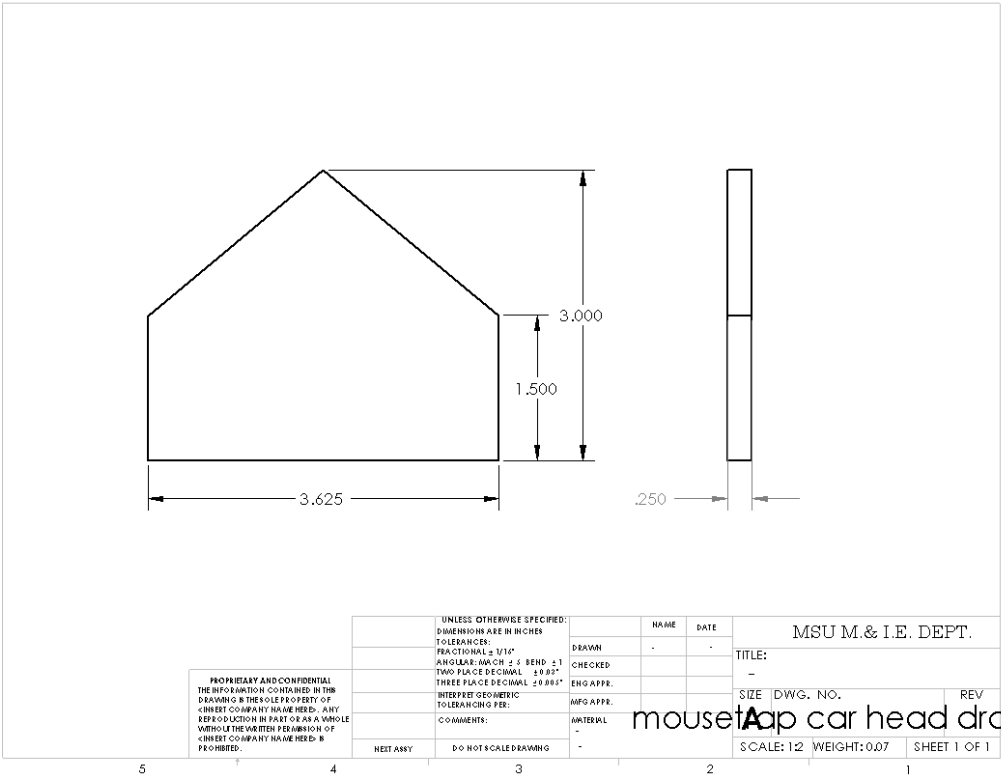 3.000
1.500
3.625
.250
PROPRIETARY AND CONFIDENTIAL
THE INFORMATION CONTAINED IN THIS
DRAWING IS THE SOLE PROPERTY OF
<INSERT COMPANY NAME HERE>. ANY
REPRODUCTION IN PART OR AS A WHOLE
WITHOUT THE WRITTEN PERMISSION OF
<INSERT COMPANY NAME HERE> IS
PROHIBITED.
NEXT ASSY
UNLESS OTHERWISE SPECIFIED:
DIMENSIONS ARE IN INCHES
TOLERANCES:
FRACTIONAL ± 1/16"
ANGULAR: MACH ± .5 BEND ± 1
TWO PLACE DECIMAL ±0.03"
THREE PLACE DECIMAL ±0.005"
INTERPRET GEOMETRIC
TOLERANCING PER:
COMMENTS:
DO NOT SCALE DRAWING
NAME DATE
DRAWN - -
CHECKED
ENG APPR.
MFG APPR.
MATERIAL
-
-
MSU M.& I.E. DEPT.
TITLE:
-
SIZE DWG. NO. REV
A
mousetrap car head dra
SCALE: 1:2 WEIGHT: 0.07 SHEET 1 OF 1
5 4 3 2 1